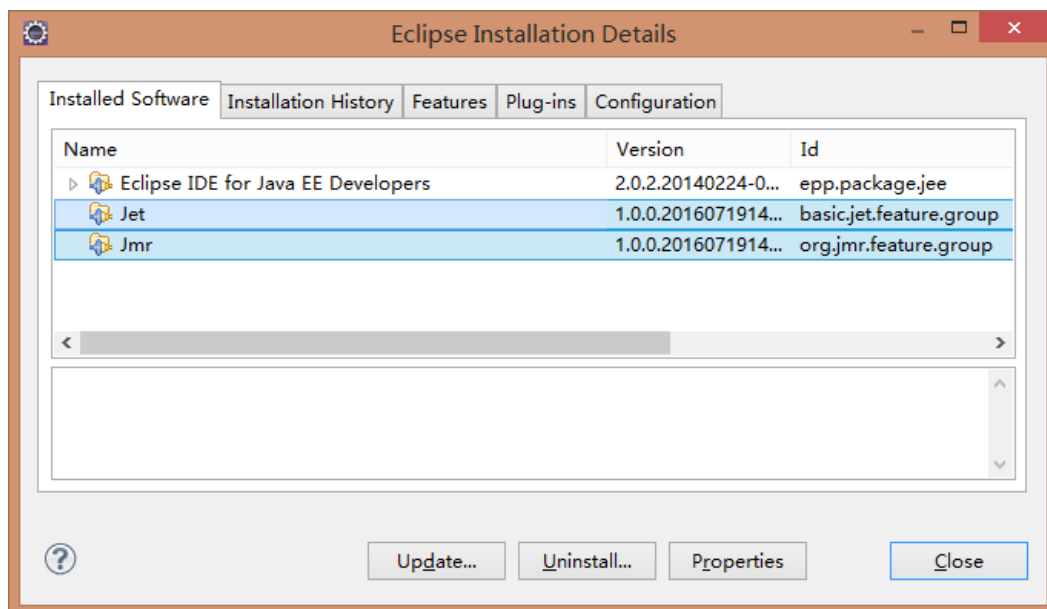 Eclipse Installation Details
Installed Software Installation History Features Plug-ins Configuration
Name Version Id
Eclipse IDE for Java EE Developers 2.0.2.20140224-0... epp.package.jee
Jet 1.0.0.2016071914... basic.jet.feature.group
Jmr 1.0.0.2016071914... org.jmr.feature.group
Update... Uninstall... Properties Close